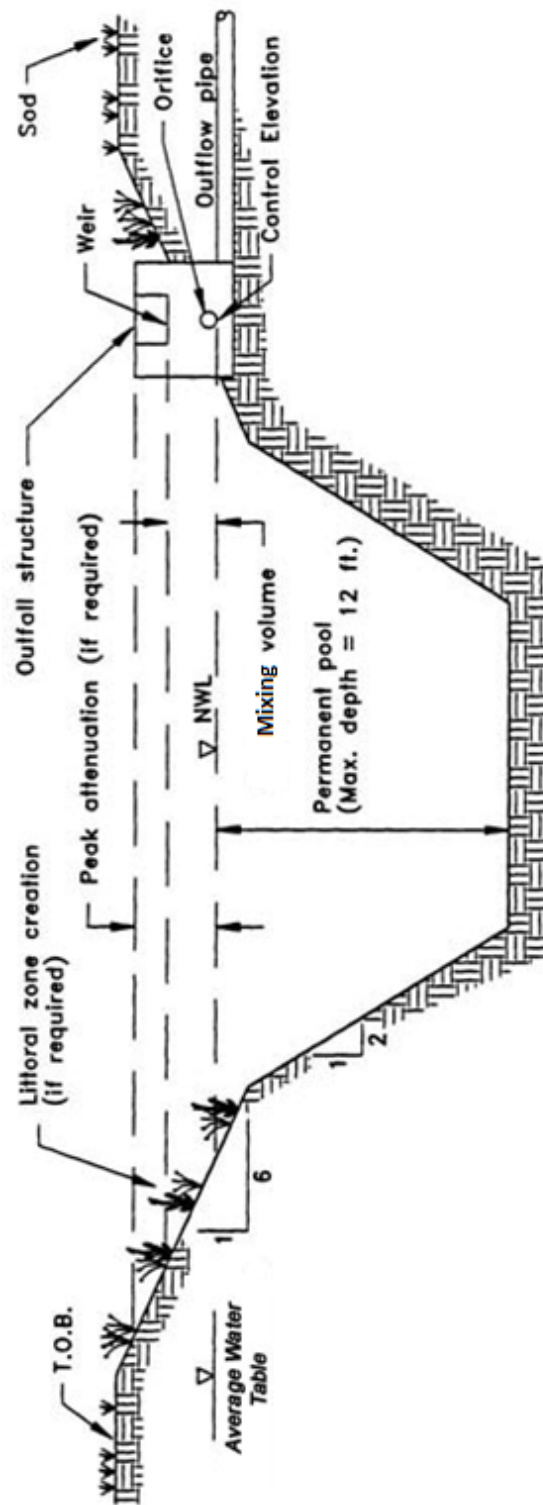 Sod
Outfall structure
Weir
Orifice
Outflow pipe
Control Elevation
Littoral zone creation
(if required)
Peak attenuation (if required)
T.O.B.
NWL
Mixing volume
Average Water
Table
1
6
1
2
Permanent pool
(Max. depth = 12 ft.)